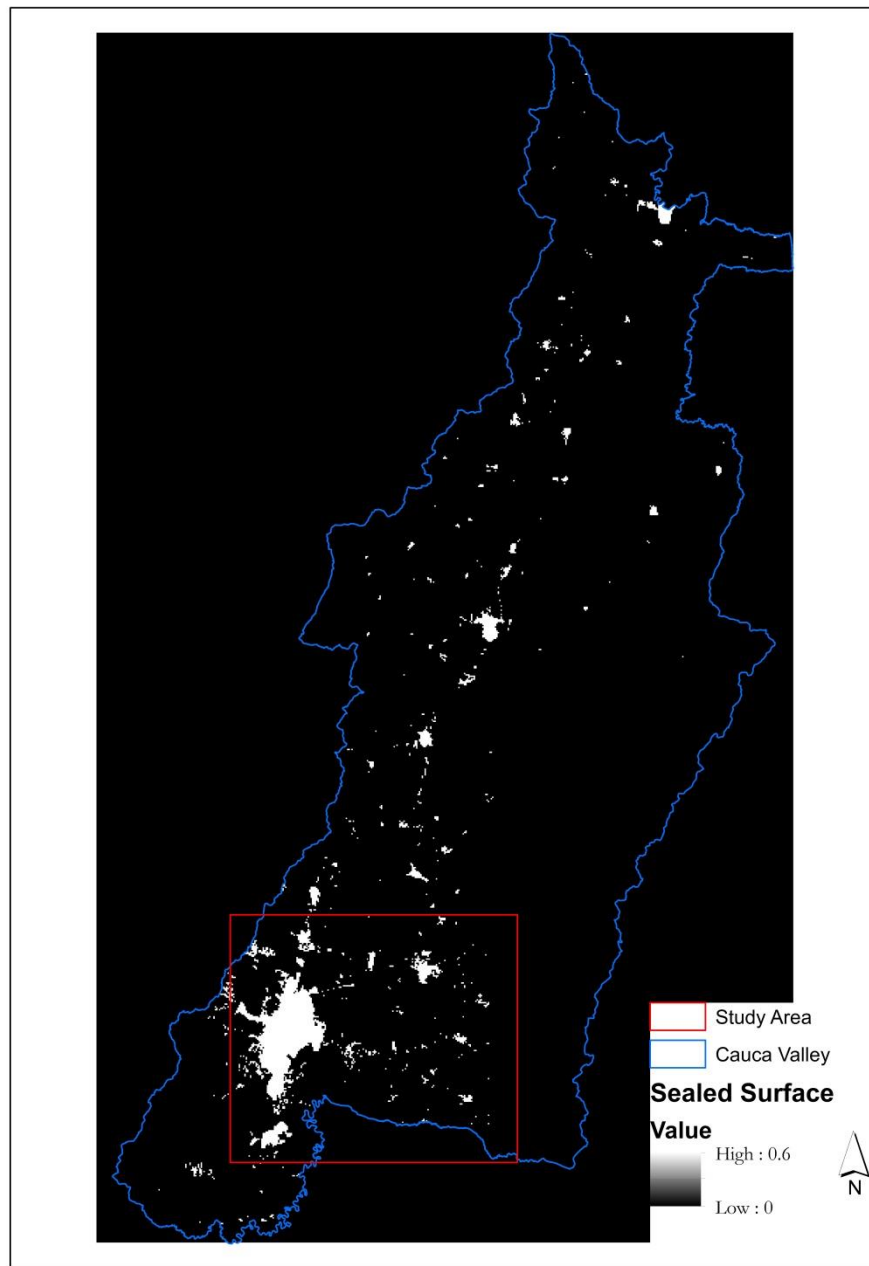 Study Area
Cauca Valley
Sealed Surface
Value
High : 0.6
Low : 0
N